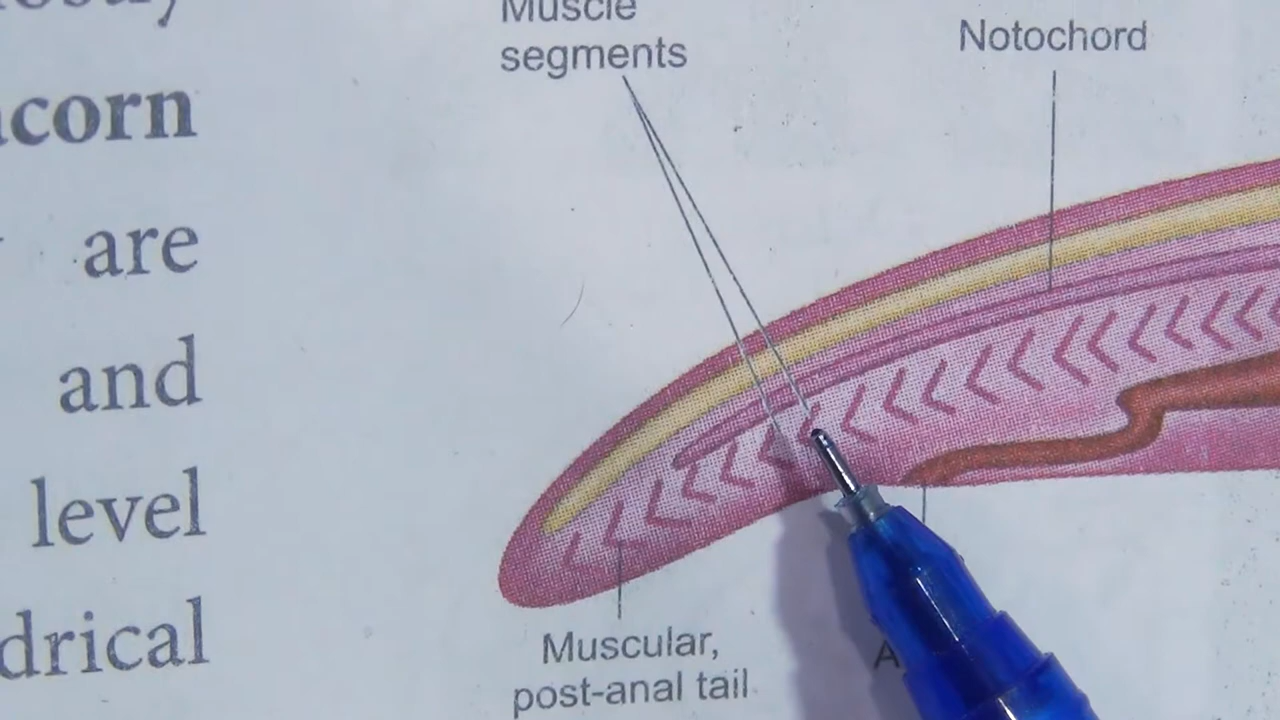 acorn
are
and
level
drical
Muscle
segments
Notochord
Muscular,
post-anal tail
A